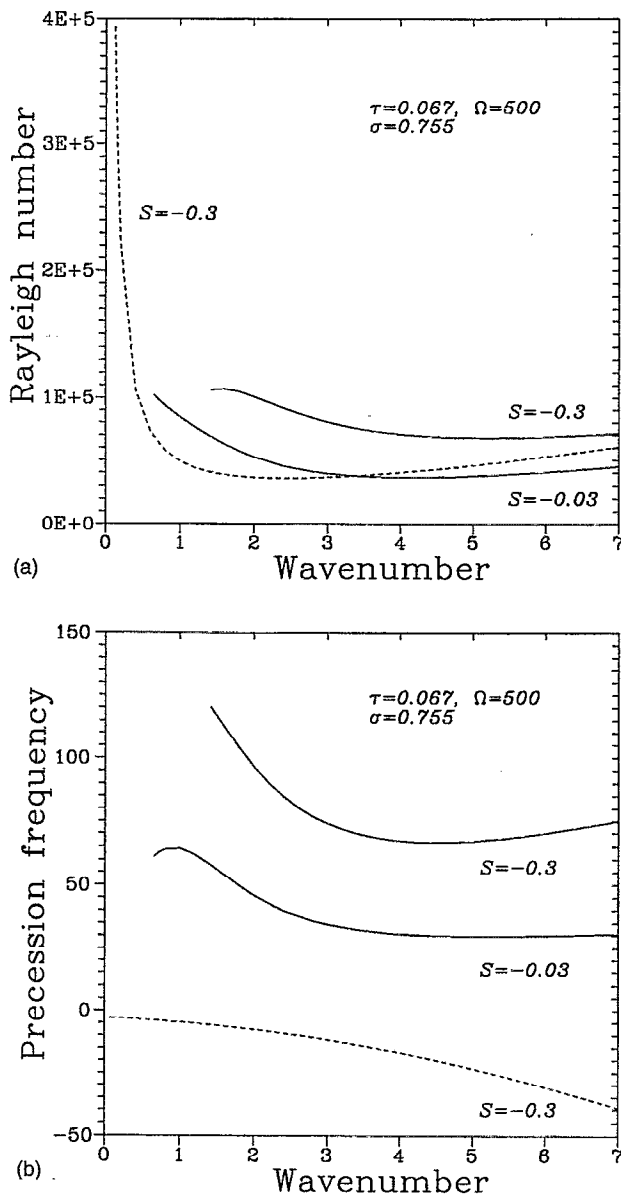 4E+5
3E+5
2E+5
1E+5
0E+0
Rayleigh number
τ=0.067, Ω=500
σ=0.755
S=-0.3
S=-0.3
S=-0.03
0 1 2 3 4 5 6 7
(a)
Wavenumber
150
100
50
0
-50
Precession frequency
τ=0.067, Ω=500
σ=0.755
S=-0.3
S=-0.03
S=-0.3
0 1 2 3 4 5 6 7
(b)
Wavenumber